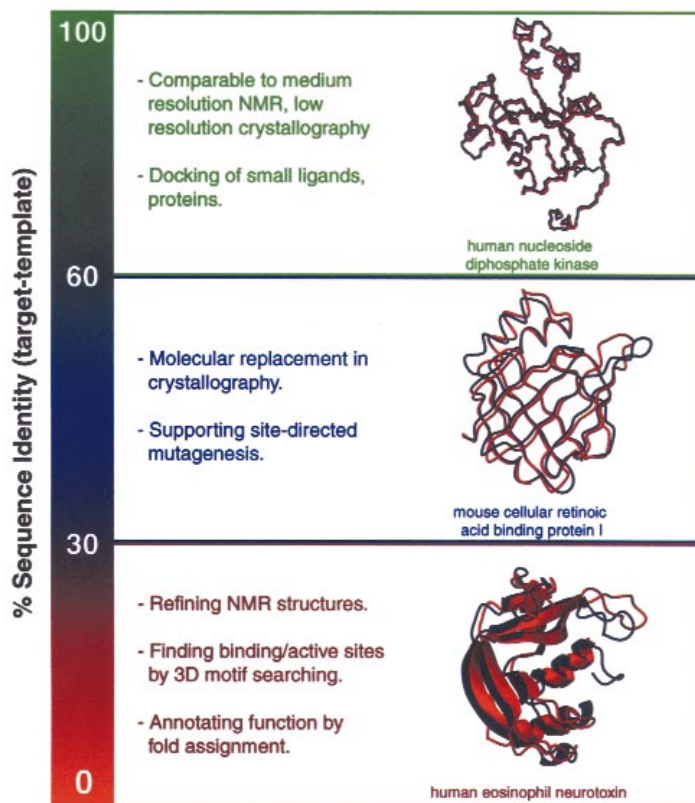 % Sequence Identity (target-template)
100
- Comparable to medium
resolution NMR, low
resolution crystallography
- Docking of small ligands,
proteins.
human nucleoside
diphosphate kinase
60
- Molecular replacement in
crystallography.
- Supporting site-directed
mutagenesis.
mouse cellular retinoic
acid binding protein I
30
- Refining NMR structures.
- Finding binding/active sites
by 3D motif searching.
- Annotating function by
fold assignment.
human eosinophil neurotoxin
0